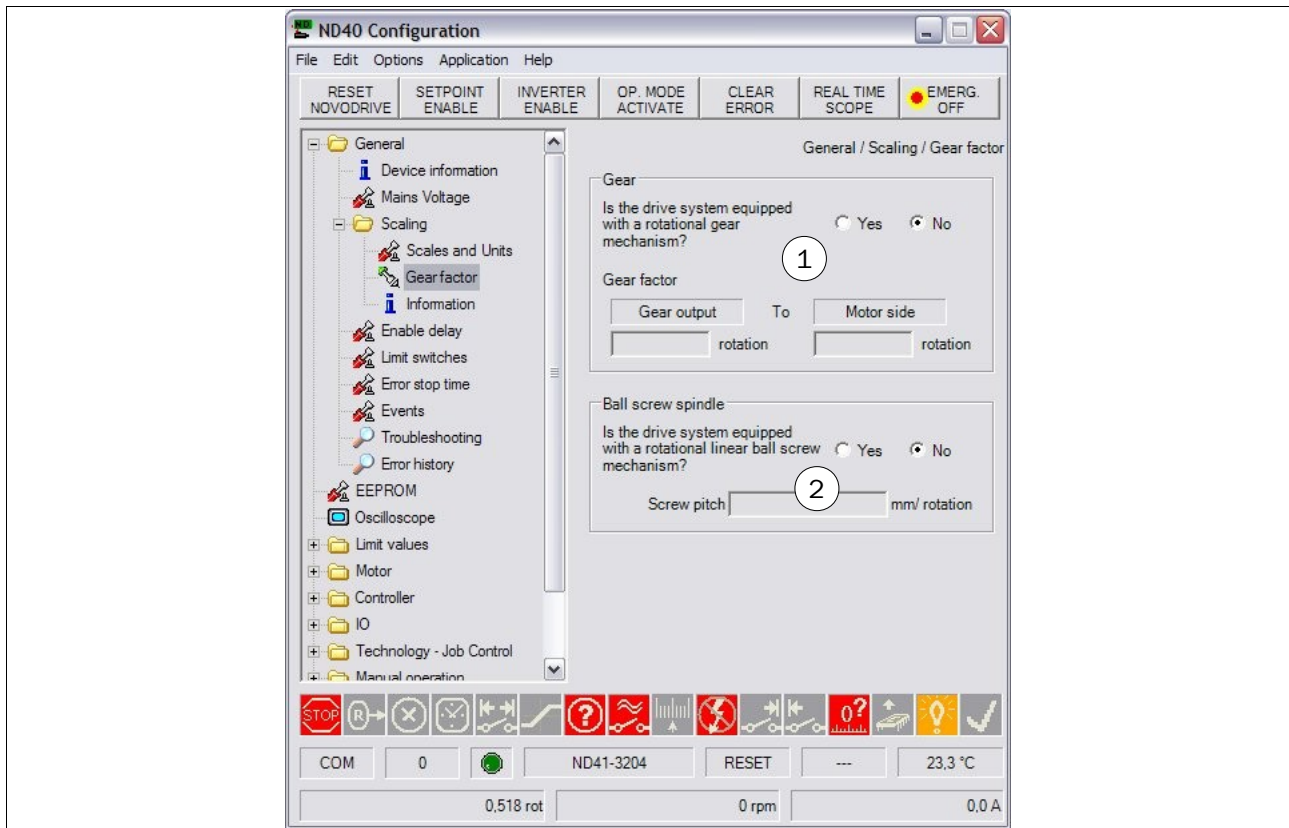 ND40 Configuration
File Edit Options Application Help
RESET NOVODRIVE
SETPOINT ENABLE
INVERTER ENABLE
OP. MODE ACTIVATE
CLEAR ERROR
REAL TIME SCOPE
EMERG. OFF
General
Device information
Mains Voltage
Scaling
Scales and Units
Gear factor
Information
Enable delay
Limit switches
Error stop time
Events
Troubleshooting
Error history
EEPROM
Oscilloscope
Limit values
Motor
Controller
IO
Technology - Job Control
Manual operation
General / Scaling / Gear factor
Gear
Is the drive system equipped
with a rotational gear
mechanism?
Yes No
1
Gear factor
Gear output To Motor side
rotation rotation
Ball screw spindle
Is the drive system equipped
with a rotational linear ball screw
mechanism?
Yes No
2
Screw pitch mm/ rotation
STOP R ? 0?
COM 0 ND41-3204 RESET --- 23,3 °C
0,518 rot 0 rpm 0,0 A